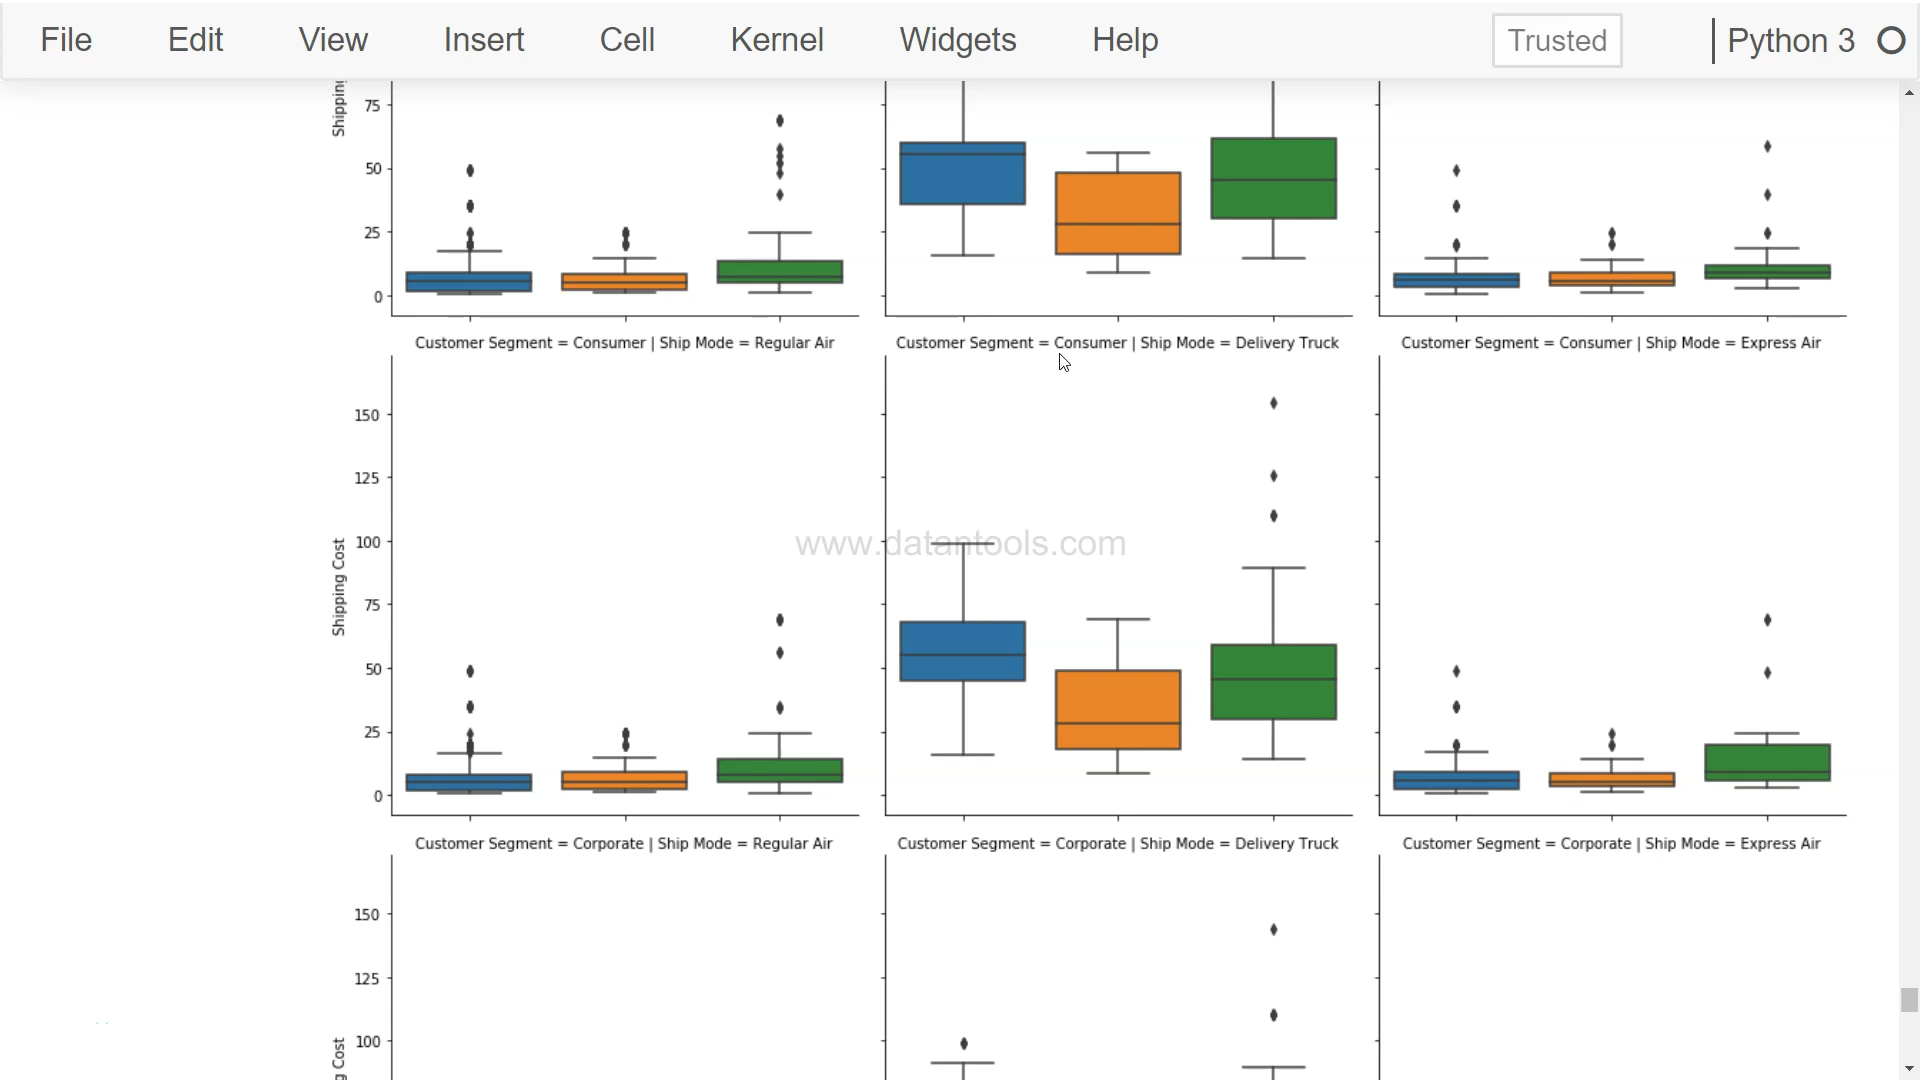 File Edit View Insert Cell Kernel Widgets Help Trusted Python 3
75
50
25
0
Customer Segment = Consumer | Ship Mode = Regular Air
Customer Segment = Consumer | Ship Mode = Delivery Truck
Customer Segment = Consumer | Ship Mode = Express Air
150
125
100
75
50
25
0
Shipping Cost
www.datantools.com
Customer Segment = Corporate | Ship Mode = Regular Air
Customer Segment = Corporate | Ship Mode = Delivery Truck
Customer Segment = Corporate | Ship Mode = Express Air
150
125
100
Cost